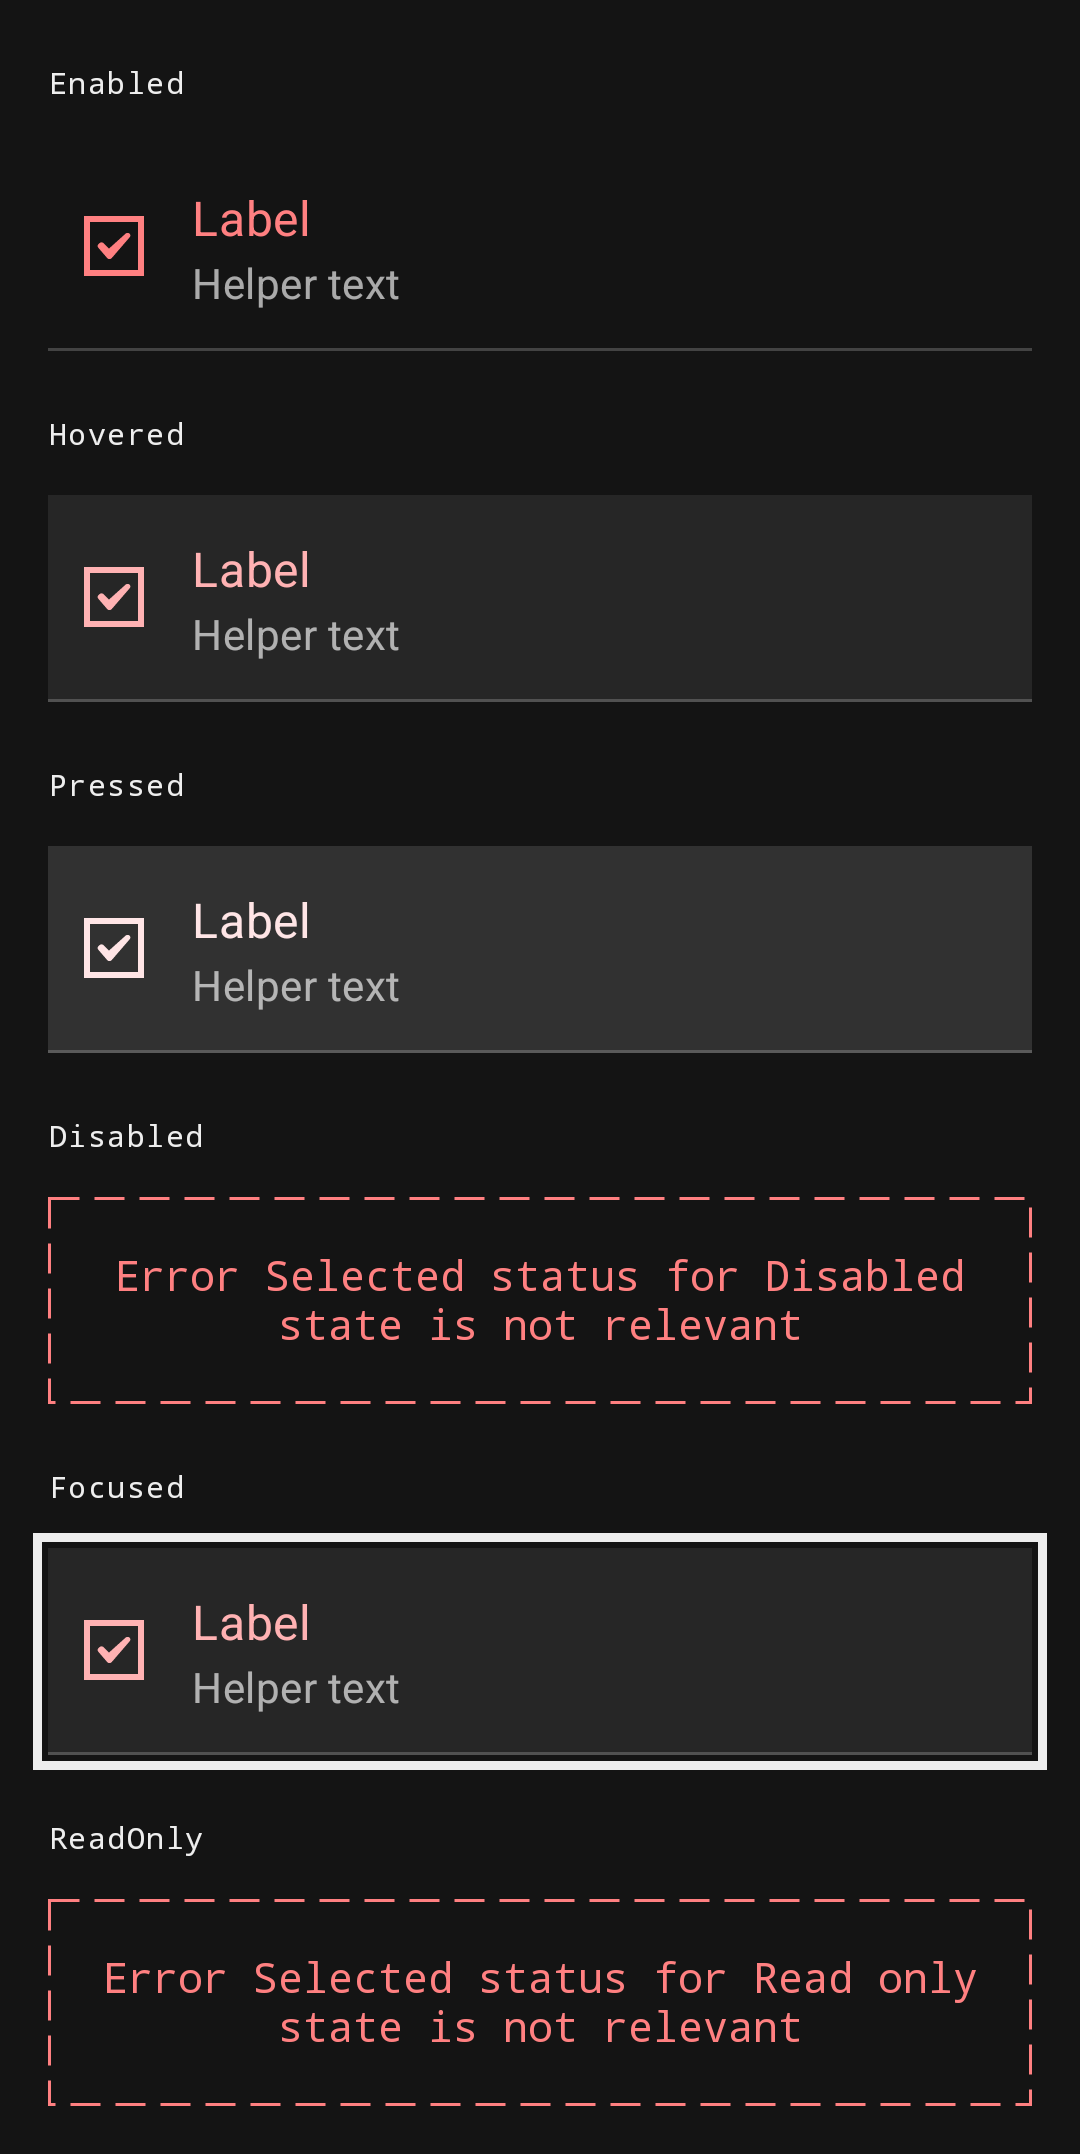 Enabled
Label
Helper text
Hovered
Label
Helper text
Pressed
Label
Helper text
Disabled
Error Selected status for Disabled
state is not relevant
Focused
Label
Helper text
ReadOnly
Error Selected status for Read only
state is not relevant